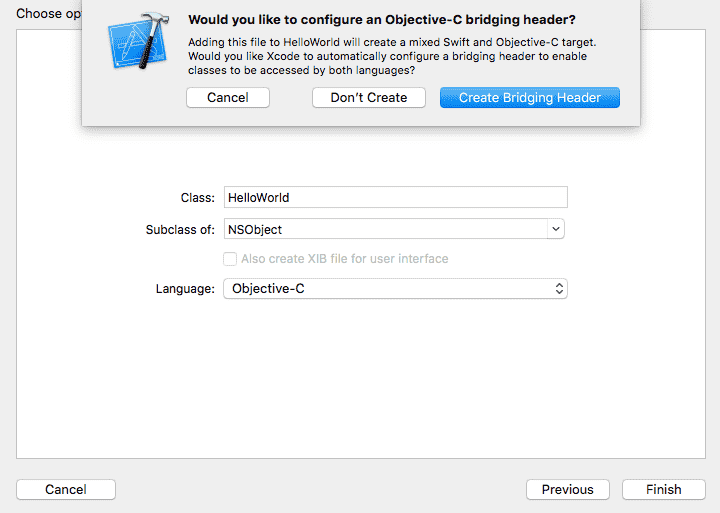 Choose op
Would you like to configure an Objective-C bridging header?
Adding this file to HelloWorld will create a mixed Swift and Objective-C target.
Would you like Xcode to automatically configure a bridging header to enable
classes to be accessed by both languages?
Cancel
Don't Create
Create Bridging Header
Class: HelloWorld
Subclass of: NSObject
Also create XIB file for user interface
Language: Objective-C
Cancel
Previous
Finish